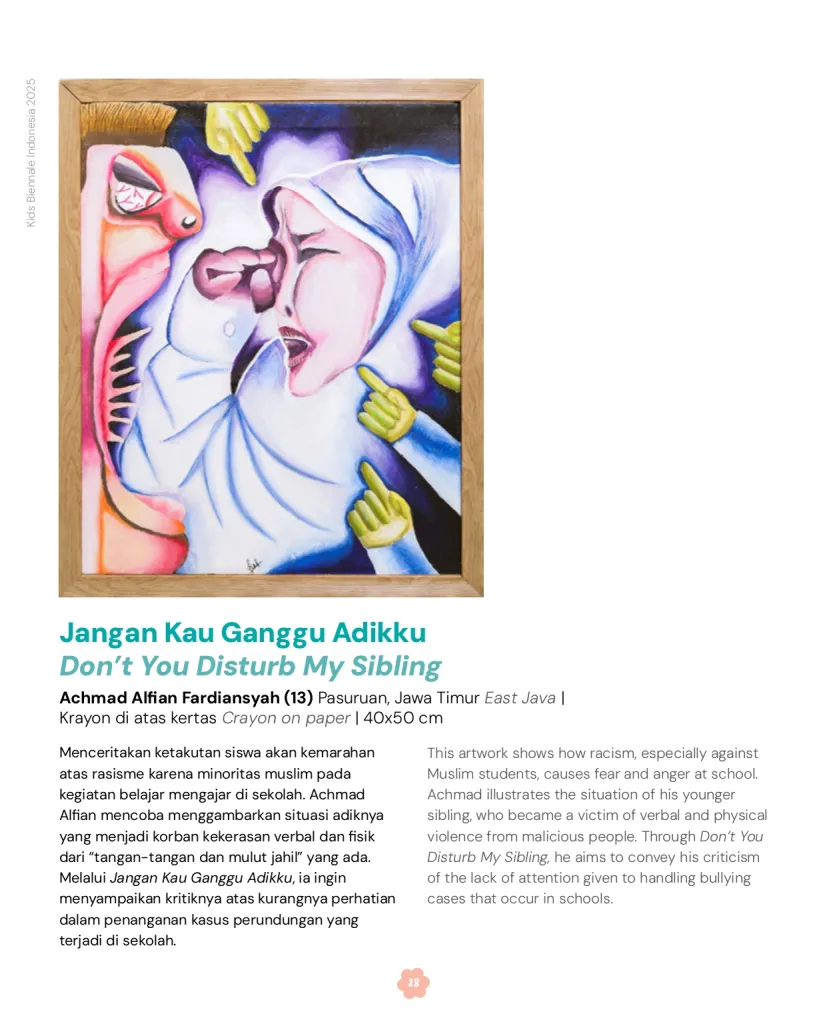 Kids Biennale Indonesia 2025
Jangan Kau Ganggu Adikku
Don’t You Disturb My Sibling
Achmad Alfian Fardiansyah (13) Pasuruan, Jawa Timur East Java |
Krayon di atas kertas Crayon on paper | 40x50 cm
Menceritakan ketakutan siswa akan kemarahan
atas rasisme karena minoritas muslim pada
kegiatan belajar mengajar di sekolah. Achmad
Alfian mencoba menggambarkan situasi adiknya
yang menjadi korban kekerasan verbal dan fisik
dari “tangan-tangan dan mulut jahil” yang ada.
Melalui Jangan Kau Ganggu Adikku, ia ingin
menyampaikan kritiknya atas kurangnya perhatian
dalam penanganan kasus perundungan yang
terjadi di sekolah.
This artwork shows how racism, especially against
Muslim students, causes fear and anger at school.
Achmad illustrates the situation of his younger
sibling, who became a victim of verbal and physical
violence from malicious people. Through Don’t You
Disturb My Sibling, he aims to convey his criticism
of the lack of attention given to handling bullying
cases that occur in schools.
28